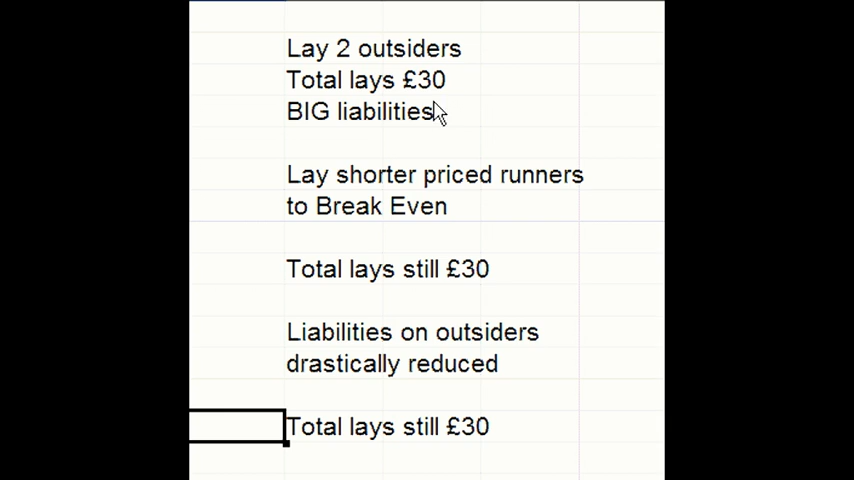 Lay 2 outsiders
Total lays £30
BIG liabilities
Lay shorter priced runners
to Break Even
Total lays still £30
Liabilities on outsiders
drastically reduced
Total lays still £30